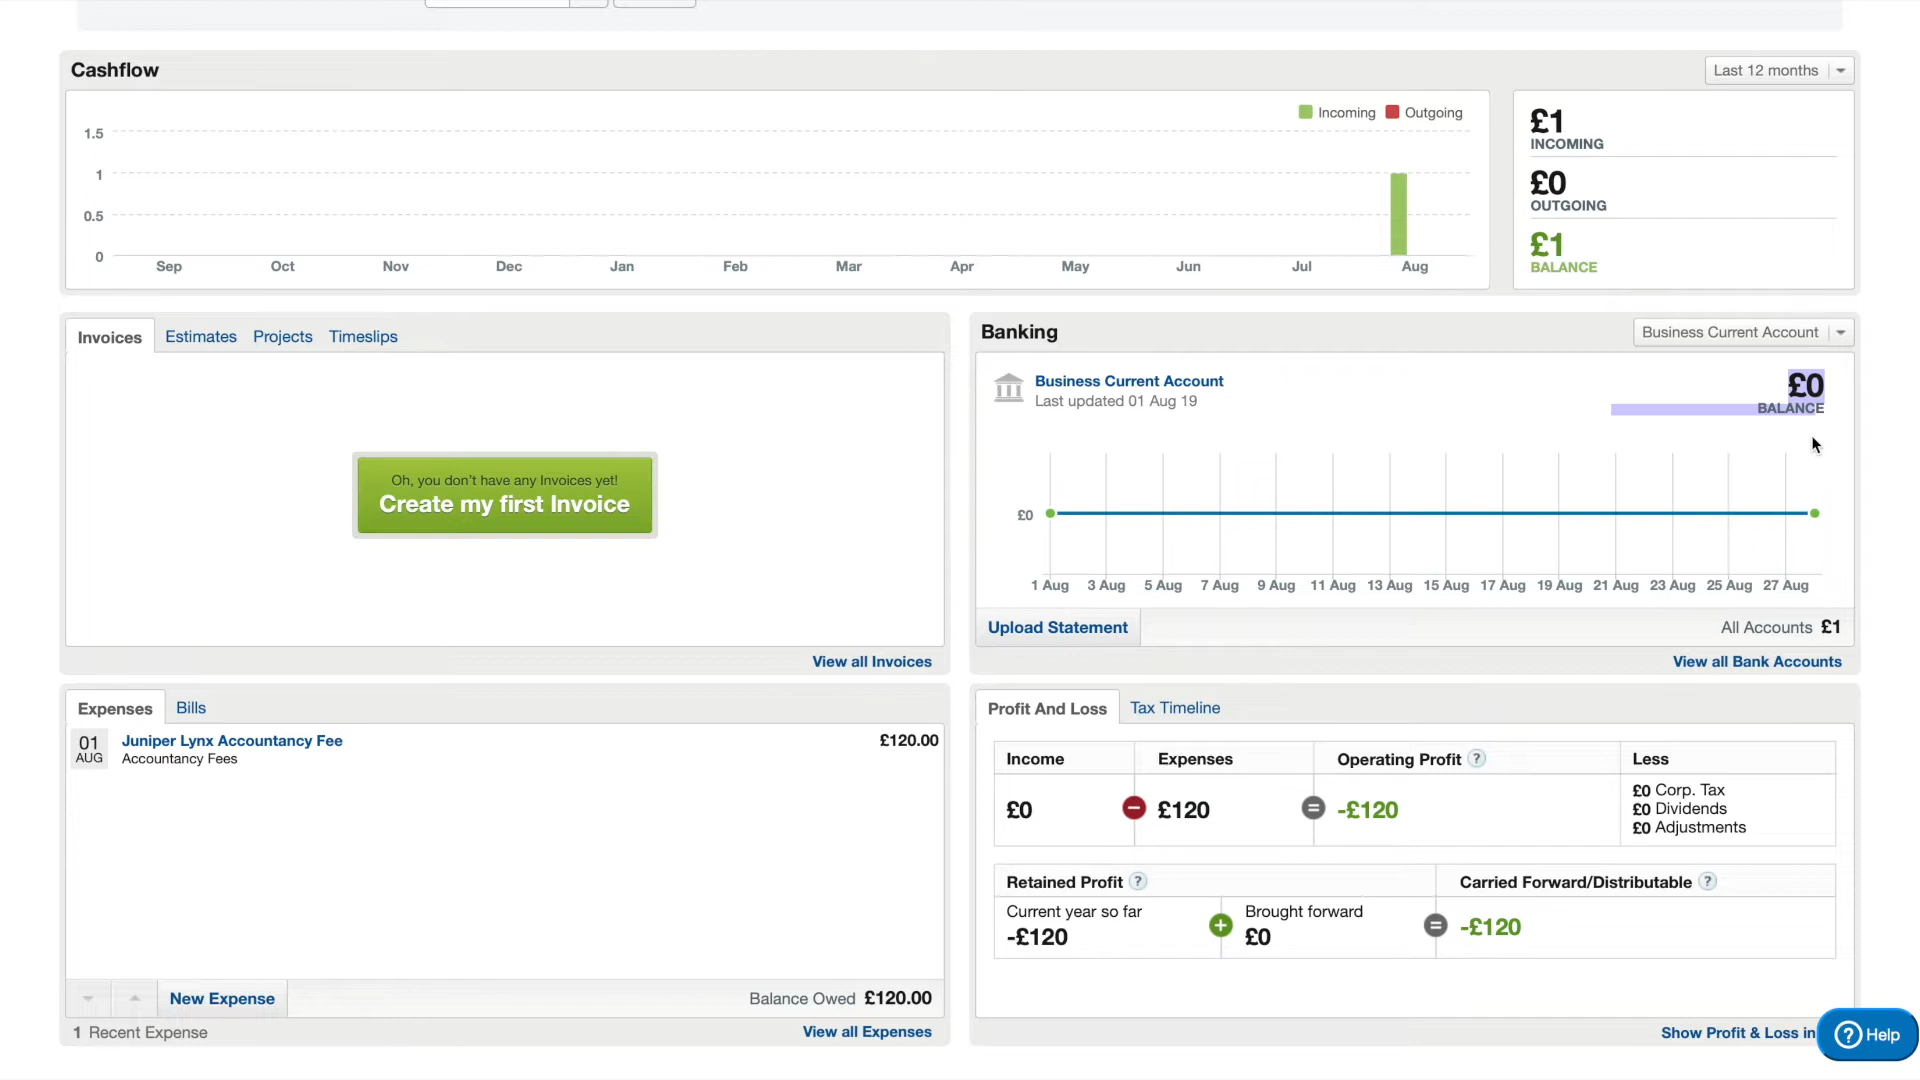 Cashflow
Last 12 months
Incoming Outgoing
1.5
1
0.5
0
Sep Oct Nov Dec Jan Feb Mar Apr May Jun Jul Aug
£1
INCOMING
£0
OUTGOING
£1
BALANCE
Invoices Estimates Projects Timeslips
Oh, you don't have any Invoices yet!
Create my first Invoice
View all Invoices
Banking
Business Current Account
Business Current Account
Last updated 01 Aug 19
£0
BALANCE
£0
1 Aug 3 Aug 5 Aug 7 Aug 9 Aug 11 Aug 13 Aug 15 Aug 17 Aug 19 Aug 21 Aug 23 Aug 25 Aug 27 Aug
Upload Statement
All Accounts £1
View all Bank Accounts
Expenses Bills
01
AUG
Juniper Lynx Accountancy Fee
£120.00
Accountancy Fees
New Expense
Balance Owed £120.00
1 Recent Expense
View all Expenses
Profit And Loss Tax Timeline
Income Expenses Operating Profit ? Less
£0 − £120 = -£120
£0 Corp. Tax
£0 Dividends
£0 Adjustments
Retained Profit ? Carried Forward/Distributable ?
Current year so far
-£120
+
Brought forward
£0
=
-£120
Show Profit & Loss in
? Help